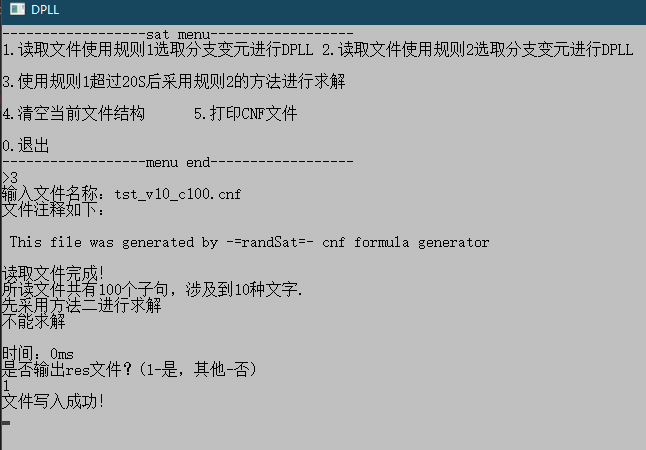 DPLL
------------------sat menu------------------
1.读取文件使用规则1选取分支变元进行DPLL 2.读取文件使用规则2选取分支变元进行DPLL
3.使用规则1超过20S后采用规则2的方法进行求解
4.清空当前文件结构 5.打印CNF文件
0.退出
------------------menu end------------------
>3
输入文件名称: tst_v10_c100.cnf
文件注释如下:
This file was generated by -=randSat=- cnf formula generator
读取文件完成!
所读文件共有100个子句,涉及到10种文字.
先采用方法二进行求解
不能求解
时间: 0ms
是否输出res文件? (1-是, 其他-否)
1
文件写入成功!